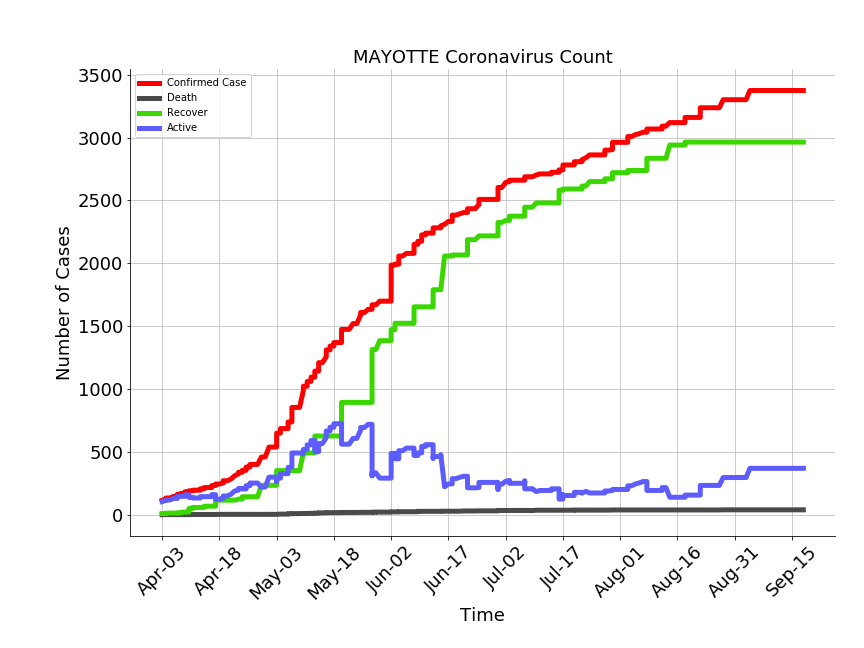 MAYOTTE Coronavirus Count
Confirmed Case
Death
Recover
Active
3500
3000
2500
2000
1500
1000
500
0
Number of Cases
Apr-03
Apr-18
May-03
May-18
Jun-02
Jun-17
Jul-02
Jul-17
Aug-01
Aug-16
Aug-31
Sep-15
Time